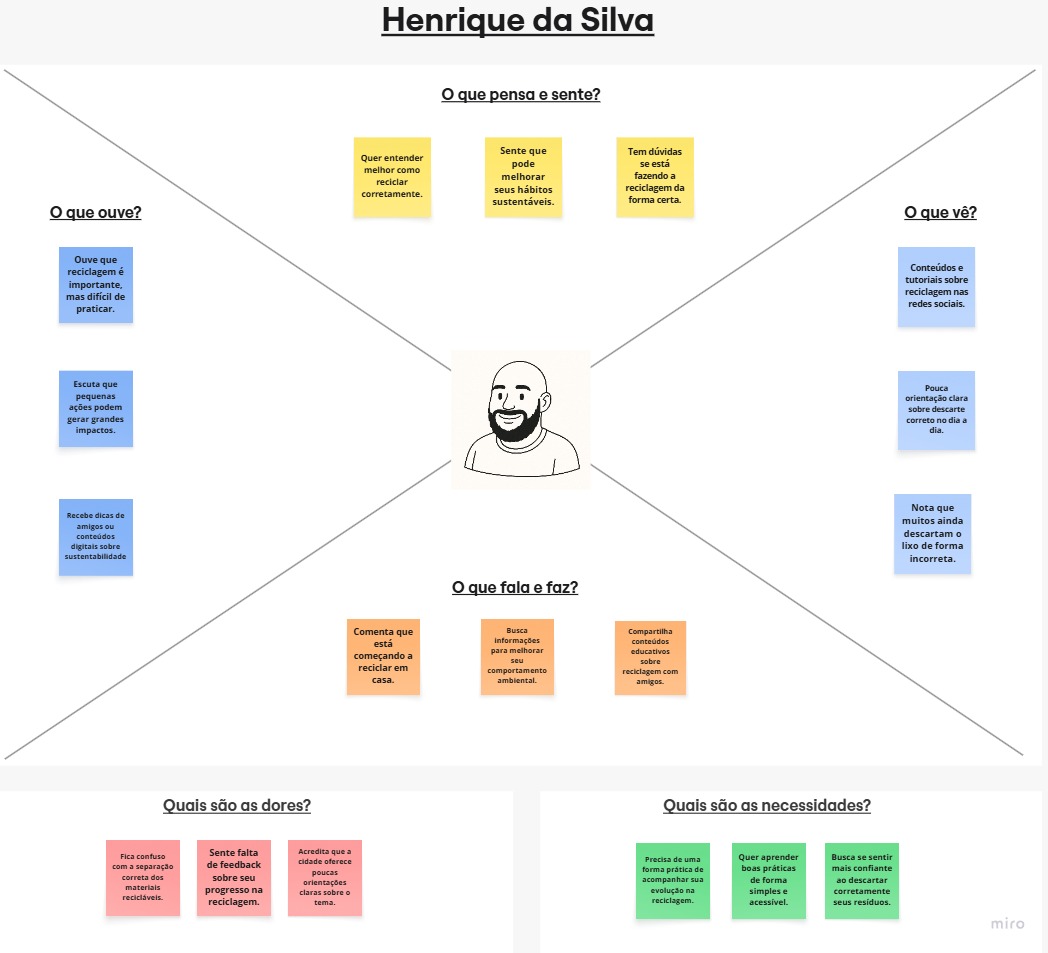 Henrique da Silva
O que pensa e sente?
Quer entender
melhor como
reciclar
corretamente.
Sente que
pode
melhorar
seus hábitos
sustentáveis.
Tem dúvidas
se está
fazendo a
reciclagem da
forma certa.
O que ouve?
Ouve que
reciclagem é
importante,
mas difícil de
praticar.
Escuta que
pequenas
ações podem
gerar grandes
impactos.
Recebe dicas de
amigos ou
conteúdos
digitais sobre
sustentabilidade
O que vê?
Conteúdos e
tutoriais sobre
reciclagem nas
redes sociais.
Pouca
orientação clara
sobre descarte
correto no dia a
dia.
Nota que
muitos ainda
descartam o
lixo de forma
incorreta.
O que fala e faz?
Comenta que
está
começando a
reciclar em
casa.
Busca
informações
para melhorar
seu
comportamento
ambiental.
Compartilha
conteúdos
educativos
sobre
reciclagem com
amigos.
Quais são as dores?
Fica confuso
com a separação
correta dos
materiais
recicláveis.
Sente falta
de feedback
sobre seu
progresso na
reciclagem.
Acredita que a
cidade oferece
poucas
orientações
claras sobre o
tema.
Quais são as necessidades?
Precisa de uma
forma prática de
acompanhar sua
evolução na
reciclagem.
Quer aprender
boas práticas
de forma
simples e
acessível.
Busca se sentir
mais confiante
ao descartar
corretamente
seus resíduos.
miro